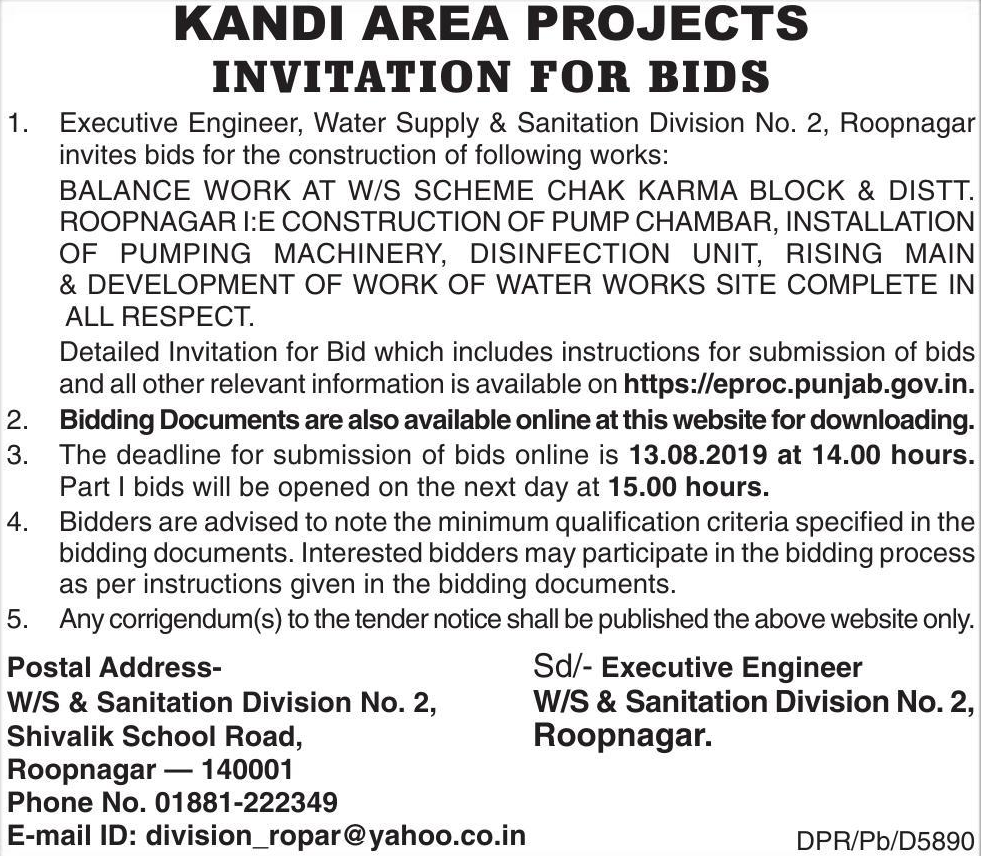 KANDI AREA PROJECTS
INVITATION FOR BIDS
1. Executive Engineer, Water Supply & Sanitation Division No. 2, Roopnagar
invites bids for the construction of following works:
BALANCE WORK AT W/S SCHEME CHAK KARMA BLOCK & DISTT.
ROOPNAGAR I:E CONSTRUCTION OF PUMP CHAMBAR, INSTALLATION
OF PUMPING MACHINERY, DISINFECTION UNIT, RISING MAIN
& DEVELOPMENT OF WORK OF WATER WORKS SITE COMPLETE IN
ALL RESPECT.
Detailed Invitation for Bid which includes instructions for submission of bids
and all other relevant information is available on https://eproc.punjab.gov.in.
2. Bidding Documents are also available online at this website for downloading.
3. The deadline for submission of bids online is 13.08.2019 at 14.00 hours.
Part I bids will be opened on the next day at 15.00 hours.
4. Bidders are advised to note the minimum qualification criteria specified in the
bidding documents. Interested bidders may participate in the bidding process
as per instructions given in the bidding documents.
5. Any corrigendum(s) to the tender notice shall be published the above website only.
Postal Address-
W/S & Sanitation Division No. 2,
Shivalik School Road,
Roopnagar — 140001
Phone No. 01881-222349
E-mail ID: division_ropar@yahoo.co.in
Sd/- Executive Engineer
W/S & Sanitation Division No. 2,
Roopnagar.
DPR/Pb/D5890